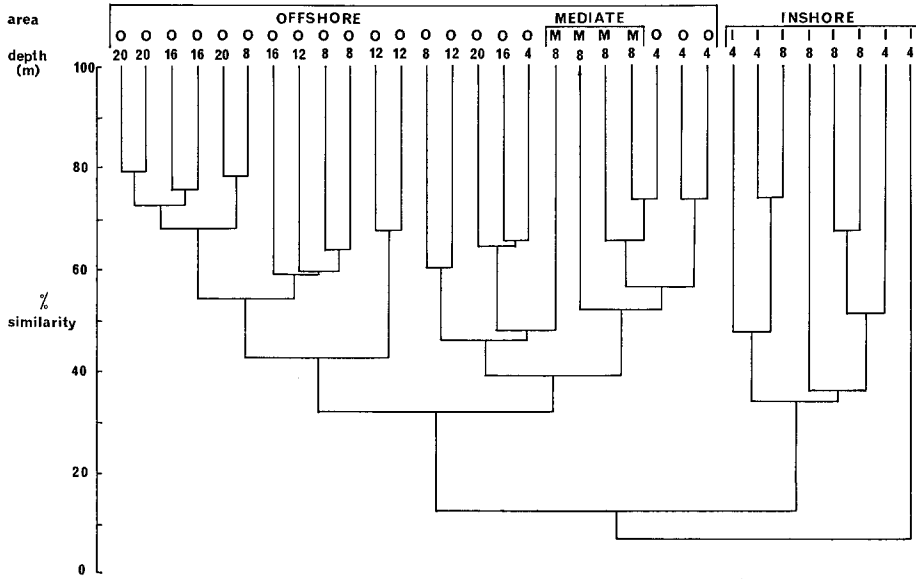 area OFFSHORE MEDIATE INSHORE
O O O O O O O O O O O O O O O O O M M M M O O O I I I I I I I I
depth 20 20 16 16 20 8 16 12 8 8 12 12 8 12 20 16 4 8 8 8 8 4 4 4 4 4 8 8 8 8 4 4
(m) 100
80
60
%
similarity
40
20
0